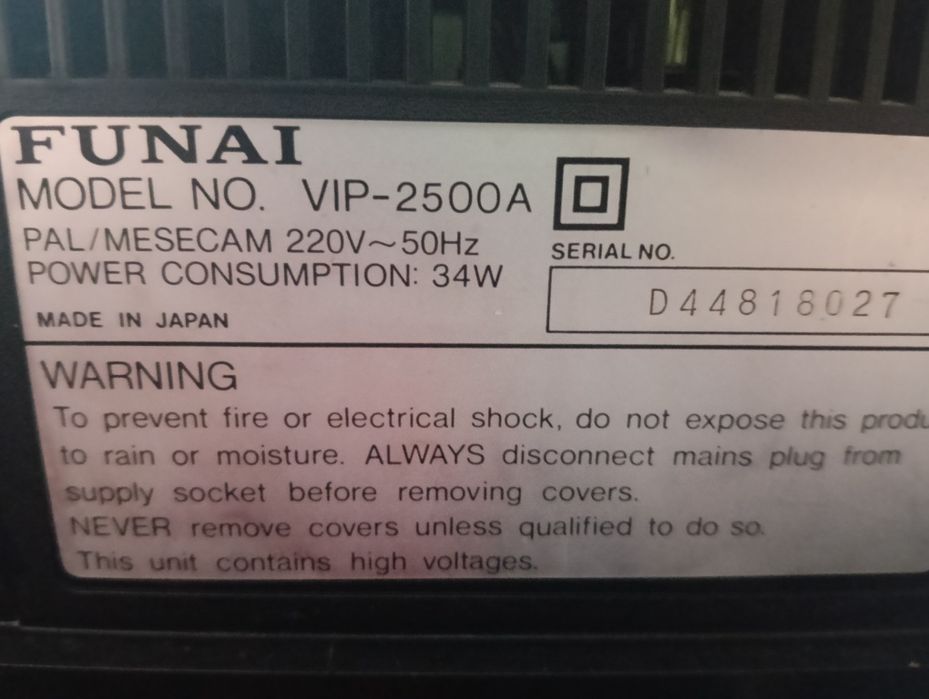 FUNAI
MODEL NO. VIP-2500A
PAL/MESECAM 220V~50Hz
POWER CONSUMPTION: 34W
MADE IN JAPAN
SERIAL NO.
D44818027
WARNING
To prevent fire or electrical shock, do not expose this produ
to rain or moisture. ALWAYS disconnect mains plug from
supply socket before removing covers.
NEVER remove covers unless qualified to do so.
This unit contains high voltages.